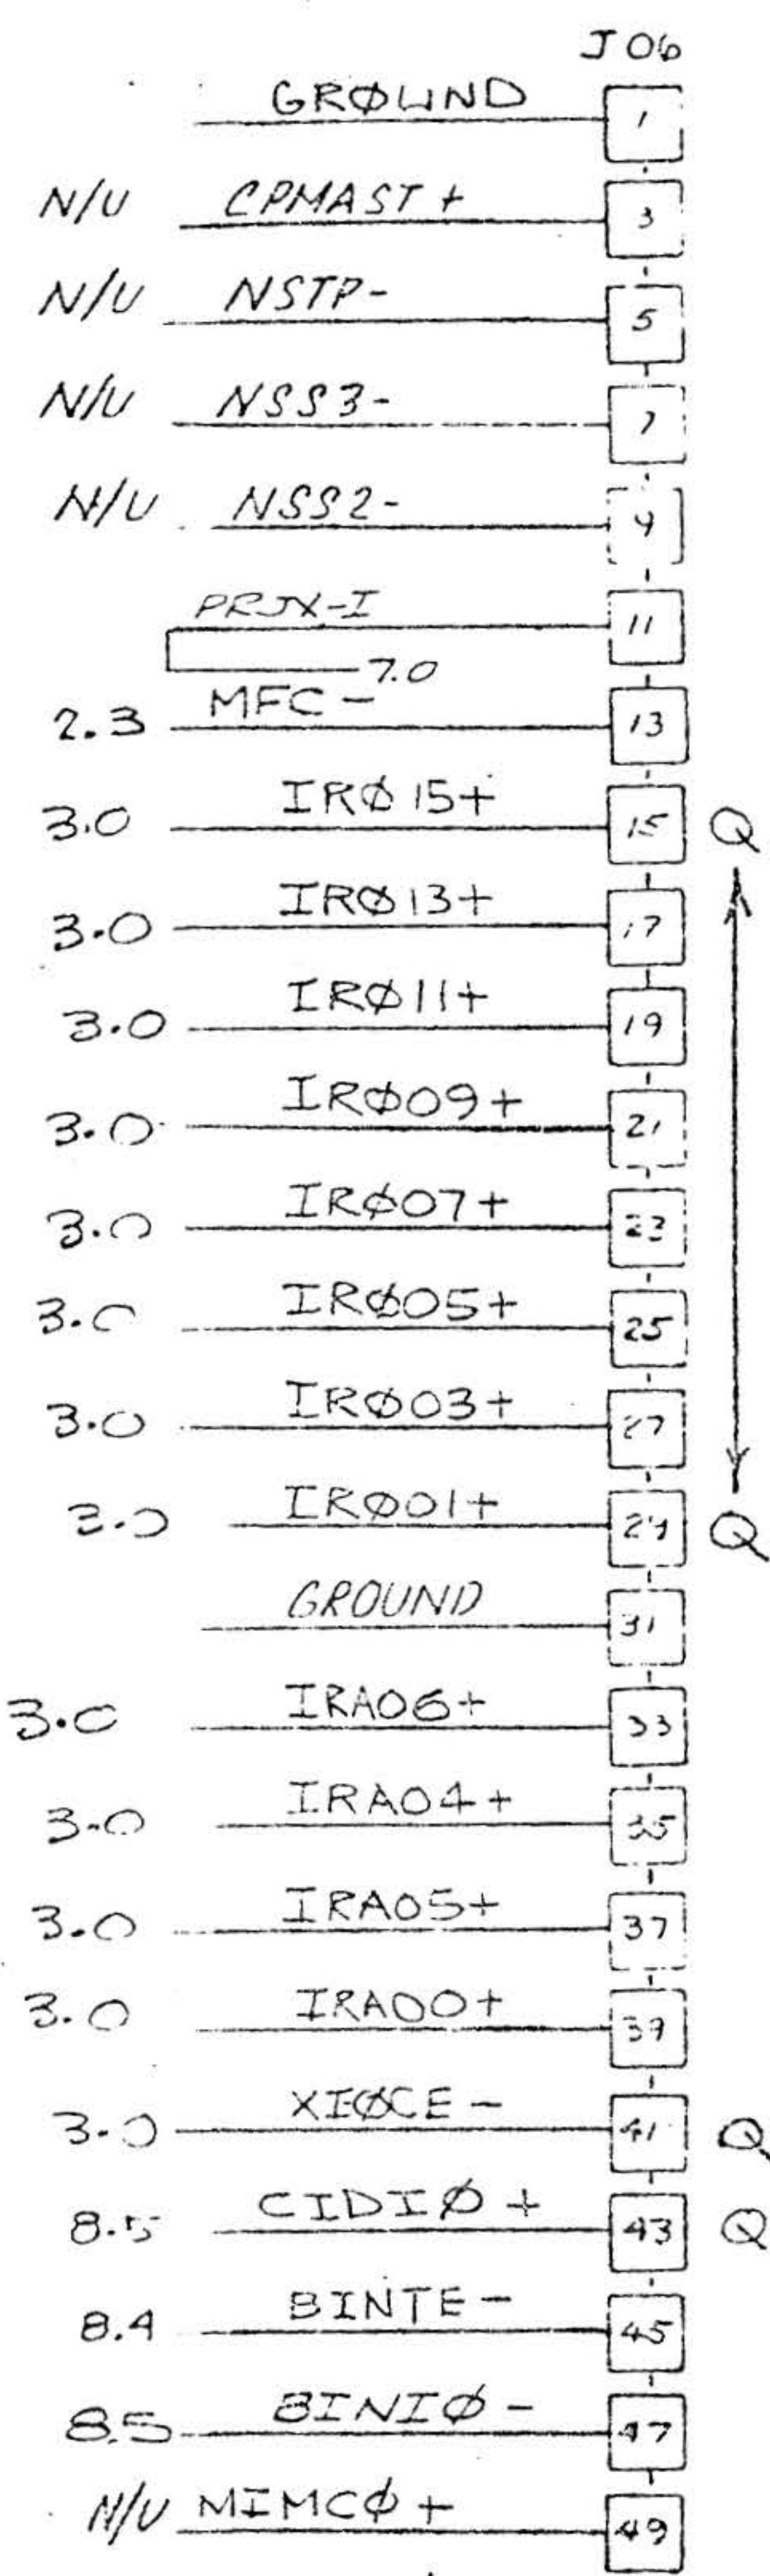 J06
GRØUND 1
N/U CPMAST+ 3
N/U NSTP- 5
N/U NSS3- 7
N/U NSS2- 9
PRJX-I 11
7.0
2.3 MFC- 13
3.0 IRØ15+ 15 Q
3.0 IRØ13+ 17
3.0 IRØ11+ 19
3.0 IRØ09+ 21
3.0 IRØ07+ 23
3.0 IRØ05+ 25
3.0 IRØ03+ 27
3.0 IRØ01+ 29 Q
GROUND 31
3.0 IRA06+ 33
3.0 IRA04+ 35
3.0 IRA05+ 37
3.0 IRA00+ 39
3.0 XIØCE- 41 Q
8.5 CIDIØ+ 43 Q
8.4 BINTE- 45
8.5 BINIØ- 47
N/U MIMCØ+ 49